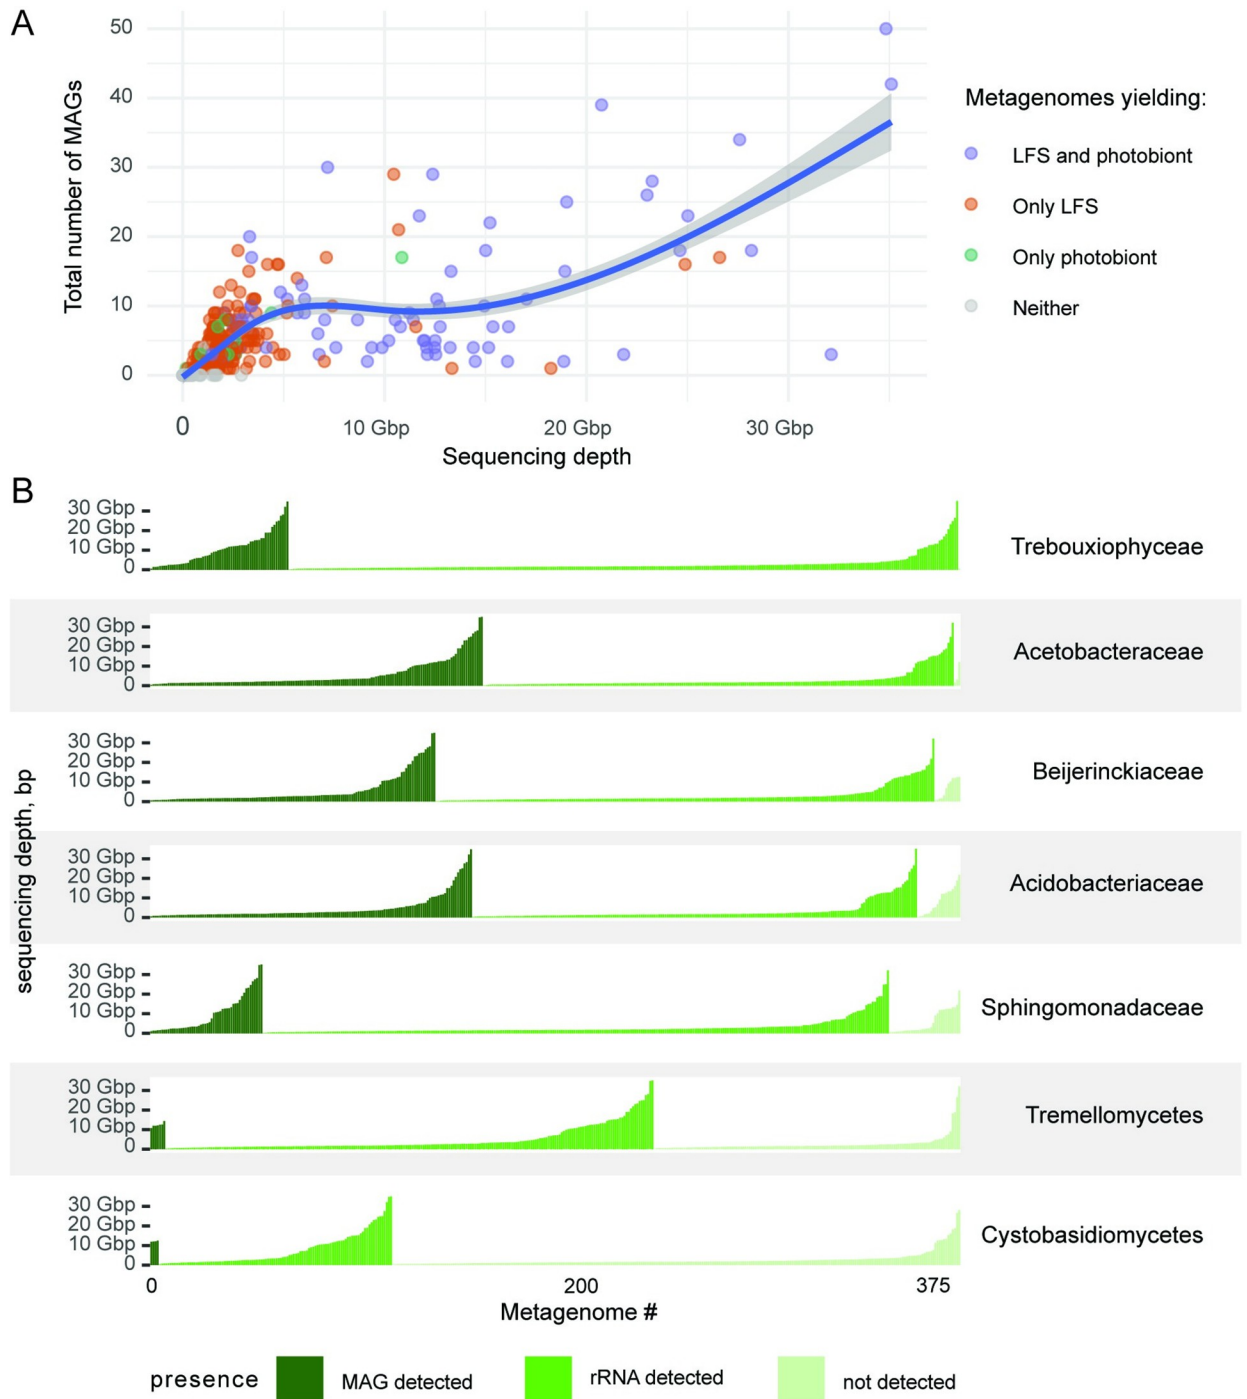 A
50
40
30
20
10
0
Total number of MAGs
0
10 Gbp
20 Gbp
30 Gbp
Sequencing depth
Metagenomes yielding:
LFS and photobiont
Only LFS
Only photobiont
Neither
B
sequencing depth, bp
30 Gbp
20 Gbp
10 Gbp
0
Trebouxiophyceae
30 Gbp
20 Gbp
10 Gbp
0
Acetobacteraceae
30 Gbp
20 Gbp
10 Gbp
0
Beijerinckiaceae
30 Gbp
20 Gbp
10 Gbp
0
Acidobacteriaceae
30 Gbp
20 Gbp
10 Gbp
0
Sphingomonadaceae
30 Gbp
20 Gbp
10 Gbp
0
Tremellomycetes
30 Gbp
20 Gbp
10 Gbp
0
Cystobasidiomycetes
0
200
375
Metagenome #
presence
MAG detected
rRNA detected
not detected